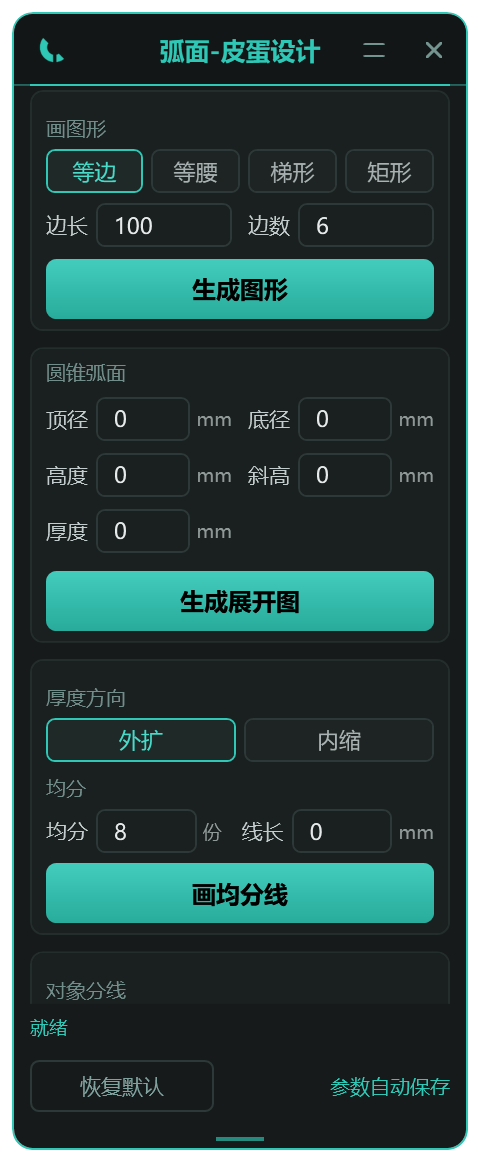 弧面-皮蛋设计
画图形
等边 等腰 梯形 矩形
边长 100 边数 6
生成图形
圆锥弧面
顶径 0 mm 底径 0 mm
高度 0 mm 斜高 0 mm
厚度 0 mm
生成展开图
厚度方向
外扩 内缩
均分
均分 8 份 线长 0 mm
画均分线
对象分线
就绪
恢复默认 参数自动保存